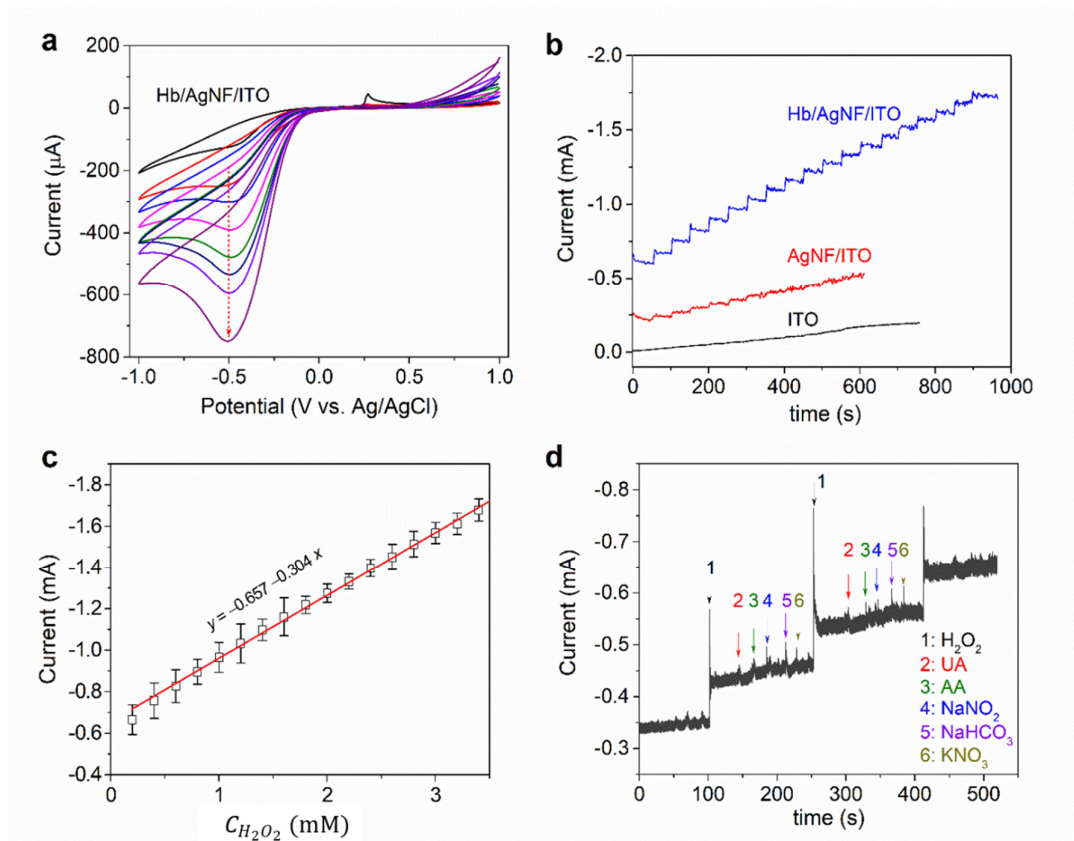 a
Hb/AgNF/ITO
200
0
-200
-400
-600
-800
Current (μA)
-1.0 -0.5 0.0 0.5 1.0
Potential (V vs. Ag/AgCl)
b
-2.0
-1.5
-1.0
-0.5
0.0
Current (mA)
Hb/AgNF/ITO
AgNF/ITO
ITO
0 200 400 600 800 1000
time (s)
c
-1.8
-1.6
-1.4
-1.2
-1.0
-0.8
-0.6
-0.4
Current (mA)
y = −0.657 −0.304 x
0 1 2 3
C_{H_2O_2} (mM)
d
-0.8
-0.7
-0.6
-0.5
-0.4
-0.3
Current (mA)
1
2 3 4 5 6
1
2 3 4 5 6
1: H₂O₂
2: UA
3: AA
4: NaNO₂
5: NaHCO₃
6: KNO₃
0 100 200 300 400 500
time (s)